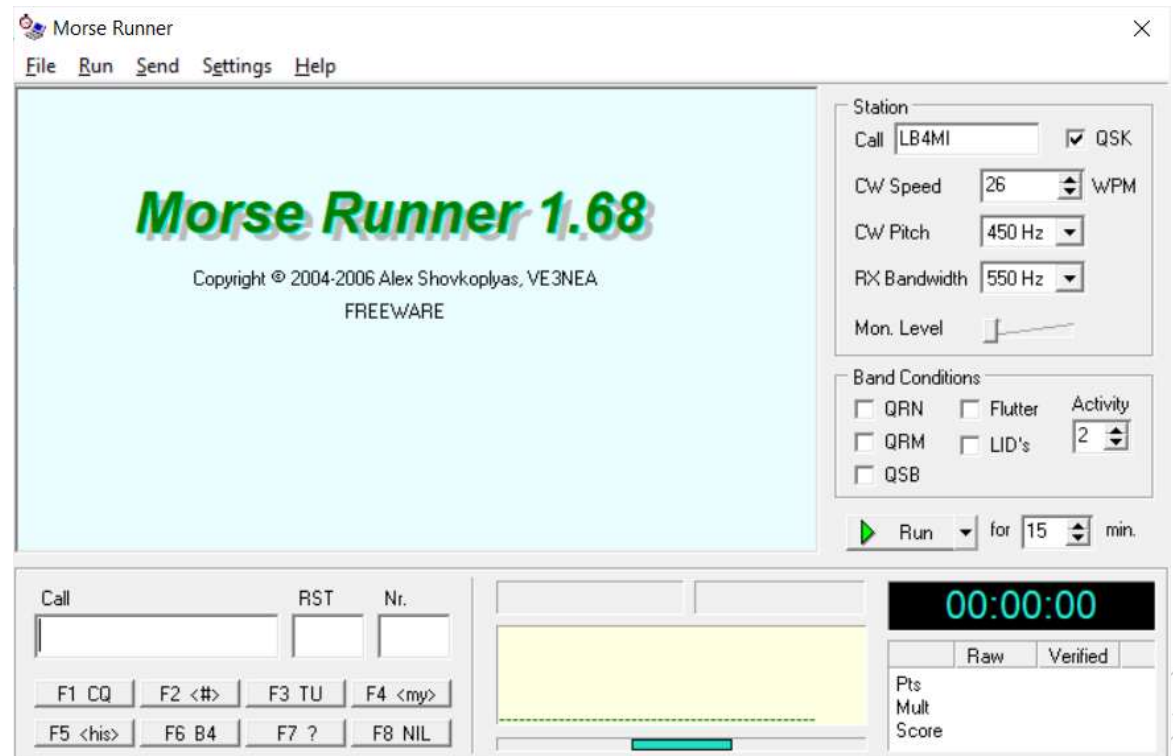 Morse Runner
File Run Send Settings Help
Morse Runner 1.68
Copyright © 2004-2006 Alex Shovkoplyas, VE3NEA
FREEWARE
Station
Call LB4MI QSK
CW Speed 26 WPM
CW Pitch 450 Hz
RX Bandwidth 550 Hz
Mon. Level
Band Conditions
QRN Flutter Activity
QRM LID's 2
QSB
Run for 15 min.
Call RST Nr.
F1 CQ F2 <#> F3 TU F4 <my>
F5 <his> F6 B4 F7 ? F8 NIL
00:00:00
Raw Verified
Pts
Mult
Score